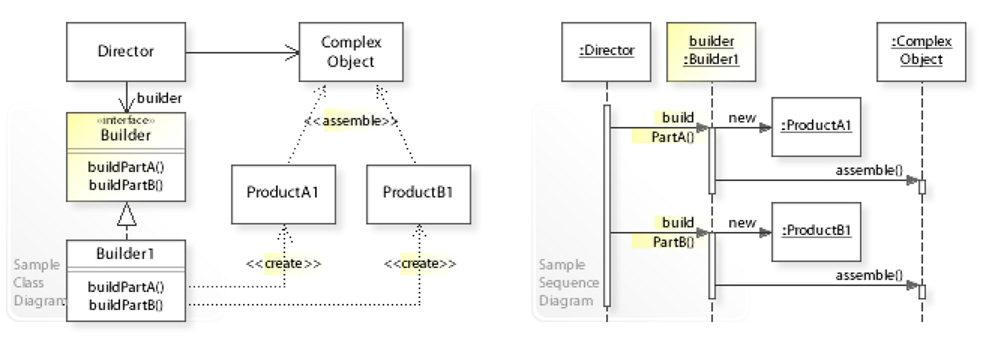 Director
Complex
Object
builder
«interface»
Builder
buildPartA()
buildPartB()
<<assemble>>
ProductA1
ProductB1
Builder1
buildPartA()
buildPartB()
<<create>>
<<create>>
Sample
Class
Diagram
:Director
builder
:Builder1
:Complex
Object
build
PartA()
new
:ProductA1
assemble()
build
PartB()
new
:ProductB1
assemble()
Sample
Sequence
Diagram